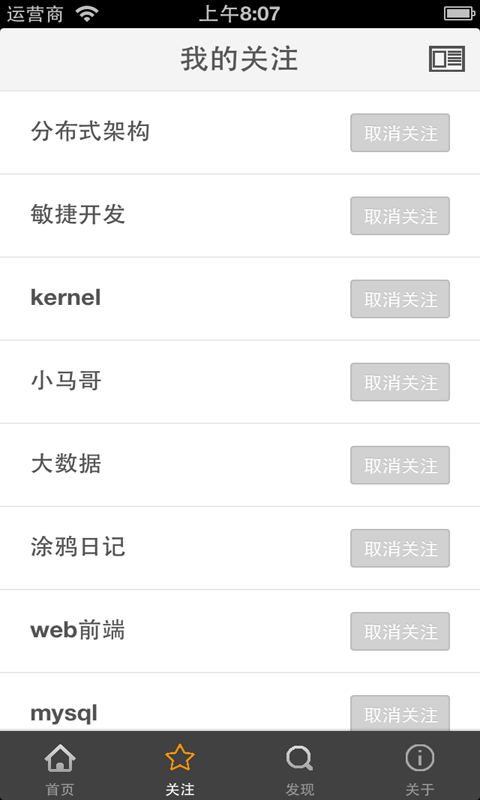 运营商 上午8:07
我的关注
分布式架构 取消关注
敏捷开发 取消关注
kernel 取消关注
小马哥 取消关注
大数据 取消关注
涂鸦日记 取消关注
web前端 取消关注
mysql 取消关注
首页 关注 发现 关于